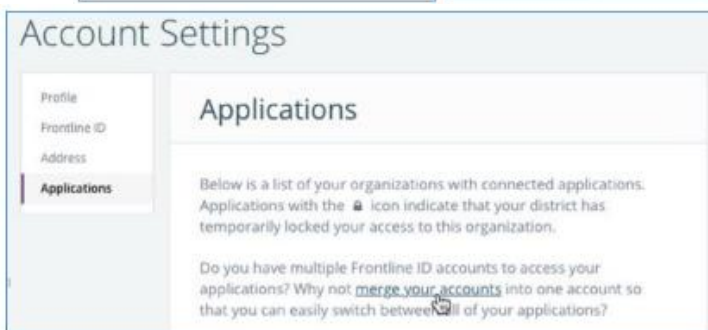 Account Settings
Profile
Frontline ID
Address
Applications
Applications
Below is a list of your organizations with connected applications.
Applications with the icon indicate that your district has
temporarily locked your access to this organization.
Do you have multiple Frontline ID accounts to access your
applications? Why not merge your accounts into one account so
that you can easily switch between all of your applications?